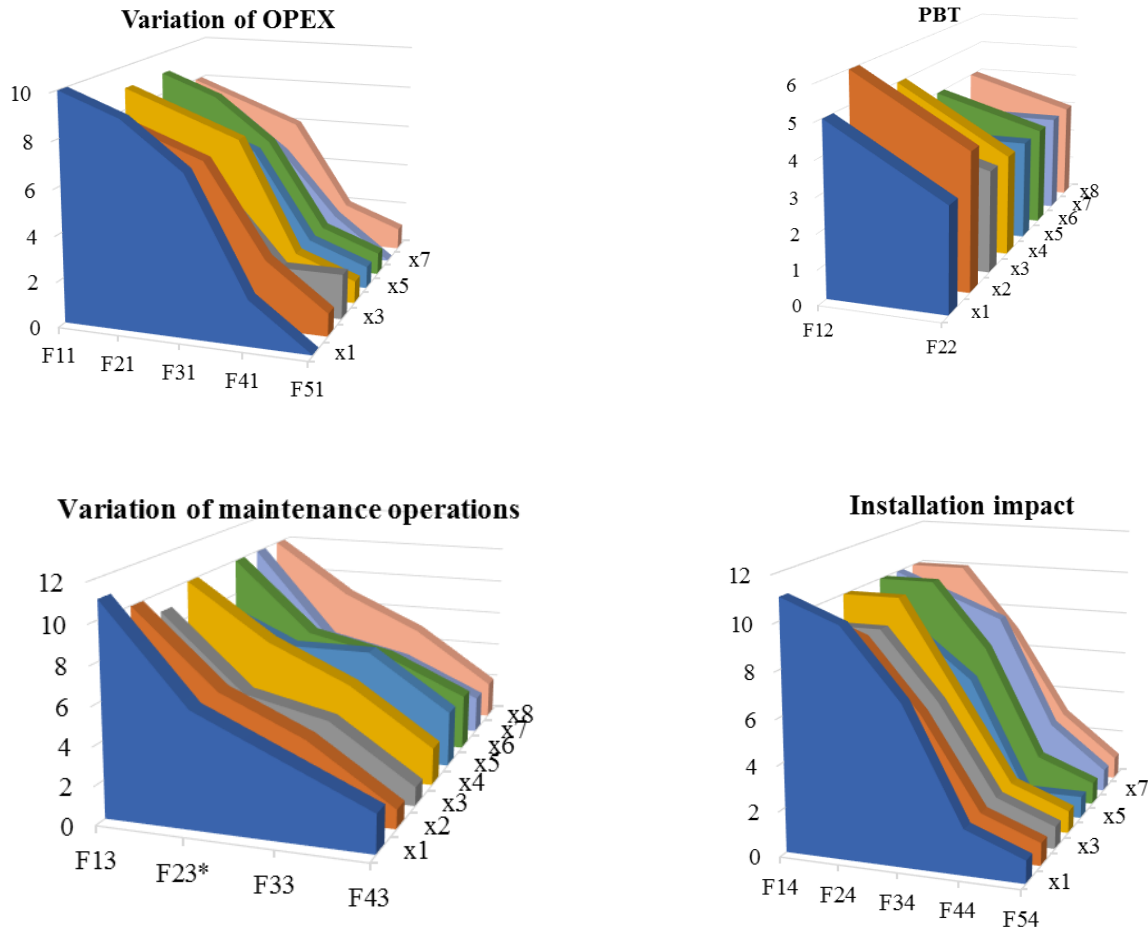 Variation of OPEX
10
8
6
4
2
0
F11
F21
F31
F41
F51
x1
x3
x5
x7
PBT
6
5
4
3
2
1
0
F12
F22
x1
x2
x3
x4
x5
x6
x7
x8
Variation of maintenance operations
12
10
8
6
4
2
0
F13
F23*
F33
F43
x1
x2
x3
x4
x5
x6
x7
x8
Installation impact
12
10
8
6
4
2
0
F14
F24
F34
F44
F54
x1
x3
x5
x7